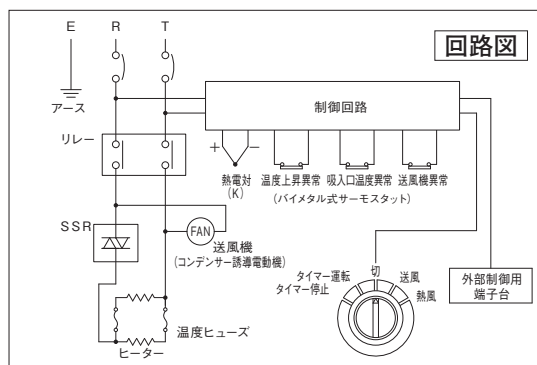 回路図
E R T
アース
リレー
制御回路
+ −
熱電対
(K)
温度上昇異常 吸入口温度異常 送風機異常
(バイメタル式サーモスタット)
SSR
FAN
送風機
(コンデンサー誘導電動機)
温度ヒューズ
ヒーター
タイマー運転
タイマー停止
切
送風
熱風
外部制御用
端子台